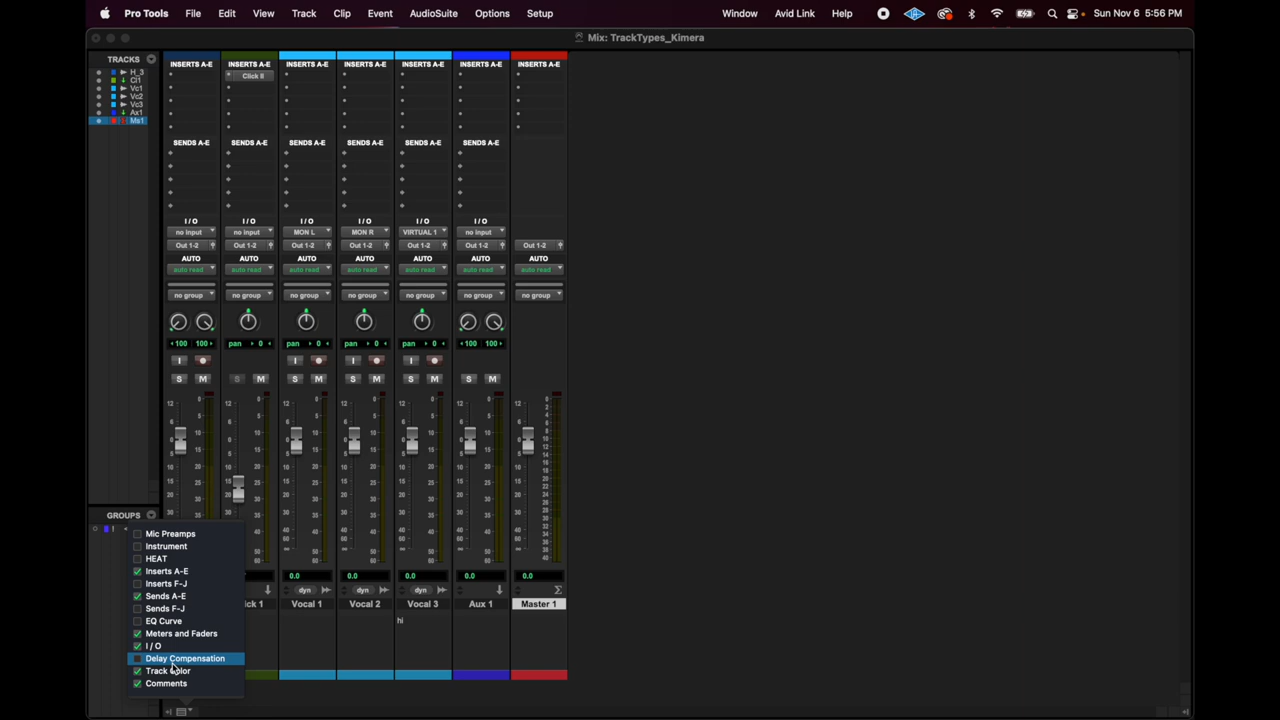 Pro Tools File Edit View Track Clip Event AudioSuite Options Setup Window Avid Link Help Sun Nov 6 5:56 PM
Mix: TrackTypes_Kimera
TRACKS
H_3
Cl1
Vc1
Vc2
Vc3
Ax1
Ms1
INSERTS A-E INSERTS A-E INSERTS A-E INSERTS A-E INSERTS A-E INSERTS A-E INSERTS A-E
Click II
SENDS A-E SENDS A-E SENDS A-E SENDS A-E SENDS A-E SENDS A-E
I / O I / O I / O I / O I / O I / O
no input no input MON L MON R VIRTUAL 1 no input
Out 1-2 Out 1-2 Out 1-2 Out 1-2 Out 1-2 Out 1-2 Out 1-2
AUTO AUTO AUTO AUTO AUTO AUTO AUTO
auto read auto read auto read auto read auto read auto read auto read
no group no group no group no group no group no group no group
100 100 pan 0 pan 0 pan 0 pan 0 100 100
I I I I
S M S M S M S M S M S M
GROUPS
!
Mic Preamps
Instrument
HEAT
Inserts A-E
Inserts F-J
Sends A-E
Sends F-J
EQ Curve
Meters and Faders
I / O
Delay Compensation
Track Color
Comments
0.0 0.0 0.0 0.0 0.0
dyn dyn dyn Σ
ick 1 Vocal 1 Vocal 2 Vocal 3 Aux 1 Master 1
hi